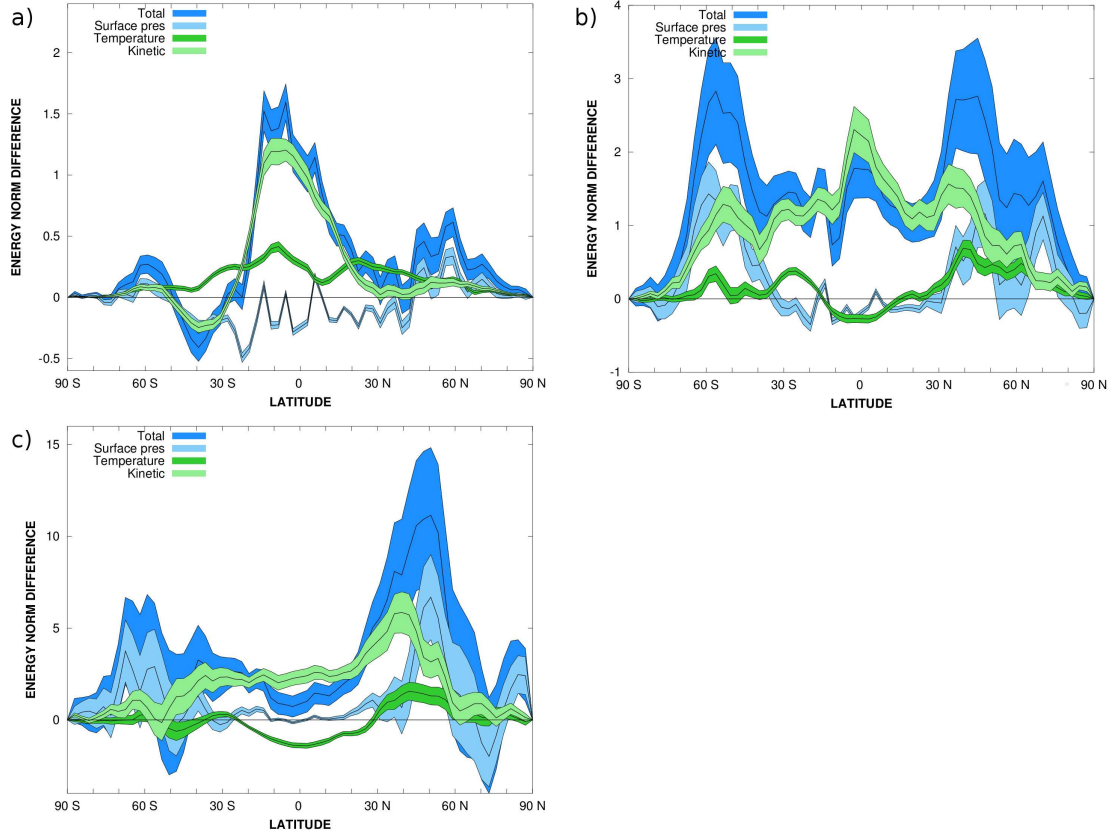 a)
Total
Surface pres
Temperature
Kinetic
2
1.5
1
0.5
0
-0.5
ENERGY NORM DIFFERENCE
90 S 60 S 30 S 0 30 N 60 N 90 N
LATITUDE
b)
Total
Surface pres
Temperature
Kinetic
4
3
2
1
0
-1
ENERGY NORM DIFFERENCE
90 S 60 S 30 S 0 30 N 60 N 90 N
LATITUDE
c)
Total
Surface pres
Temperature
Kinetic
15
10
5
0
ENERGY NORM DIFFERENCE
90 S 60 S 30 S 0 30 N 60 N 90 N
LATITUDE